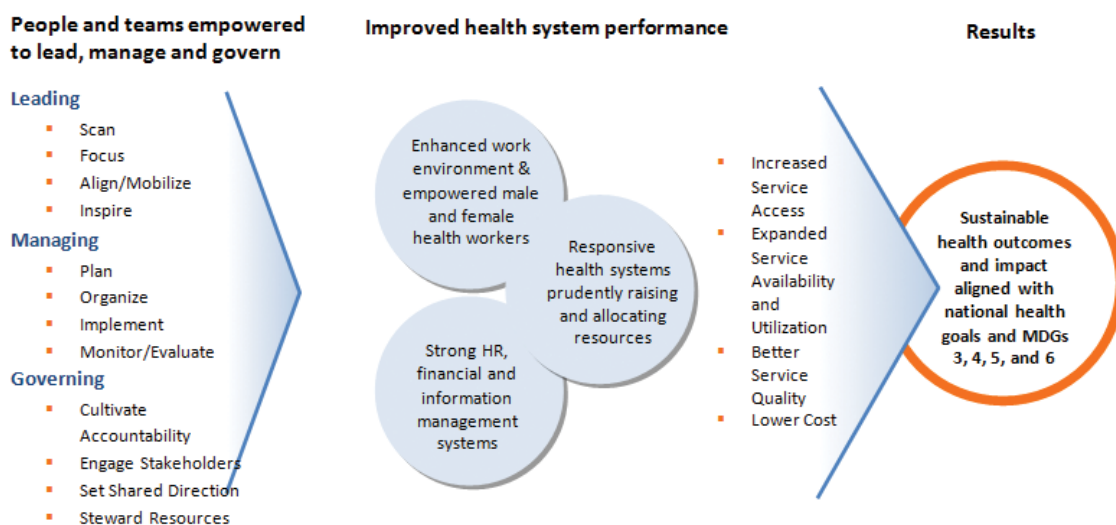 People and teams empowered
to lead, manage and govern
Leading
Scan
Focus
Align/Mobilize
Inspire
Managing
Plan
Organize
Implement
Monitor/Evaluate
Governing
Cultivate
Accountability
Engage Stakeholders
Set Shared Direction
Steward Resources
Improved health system performance
Enhanced work
environment &
empowered male
and female
health workers
Responsive
health systems
prudently raising
and allocating
resources
Strong HR,
financial and
information
management
systems
Increased
Service
Access
Expanded
Service
Availability
and
Utilization
Better
Service
Quality
Lower Cost
Results
Sustainable
health outcomes
and impact
aligned with
national health
goals and MDGs
3, 4, 5, and 6